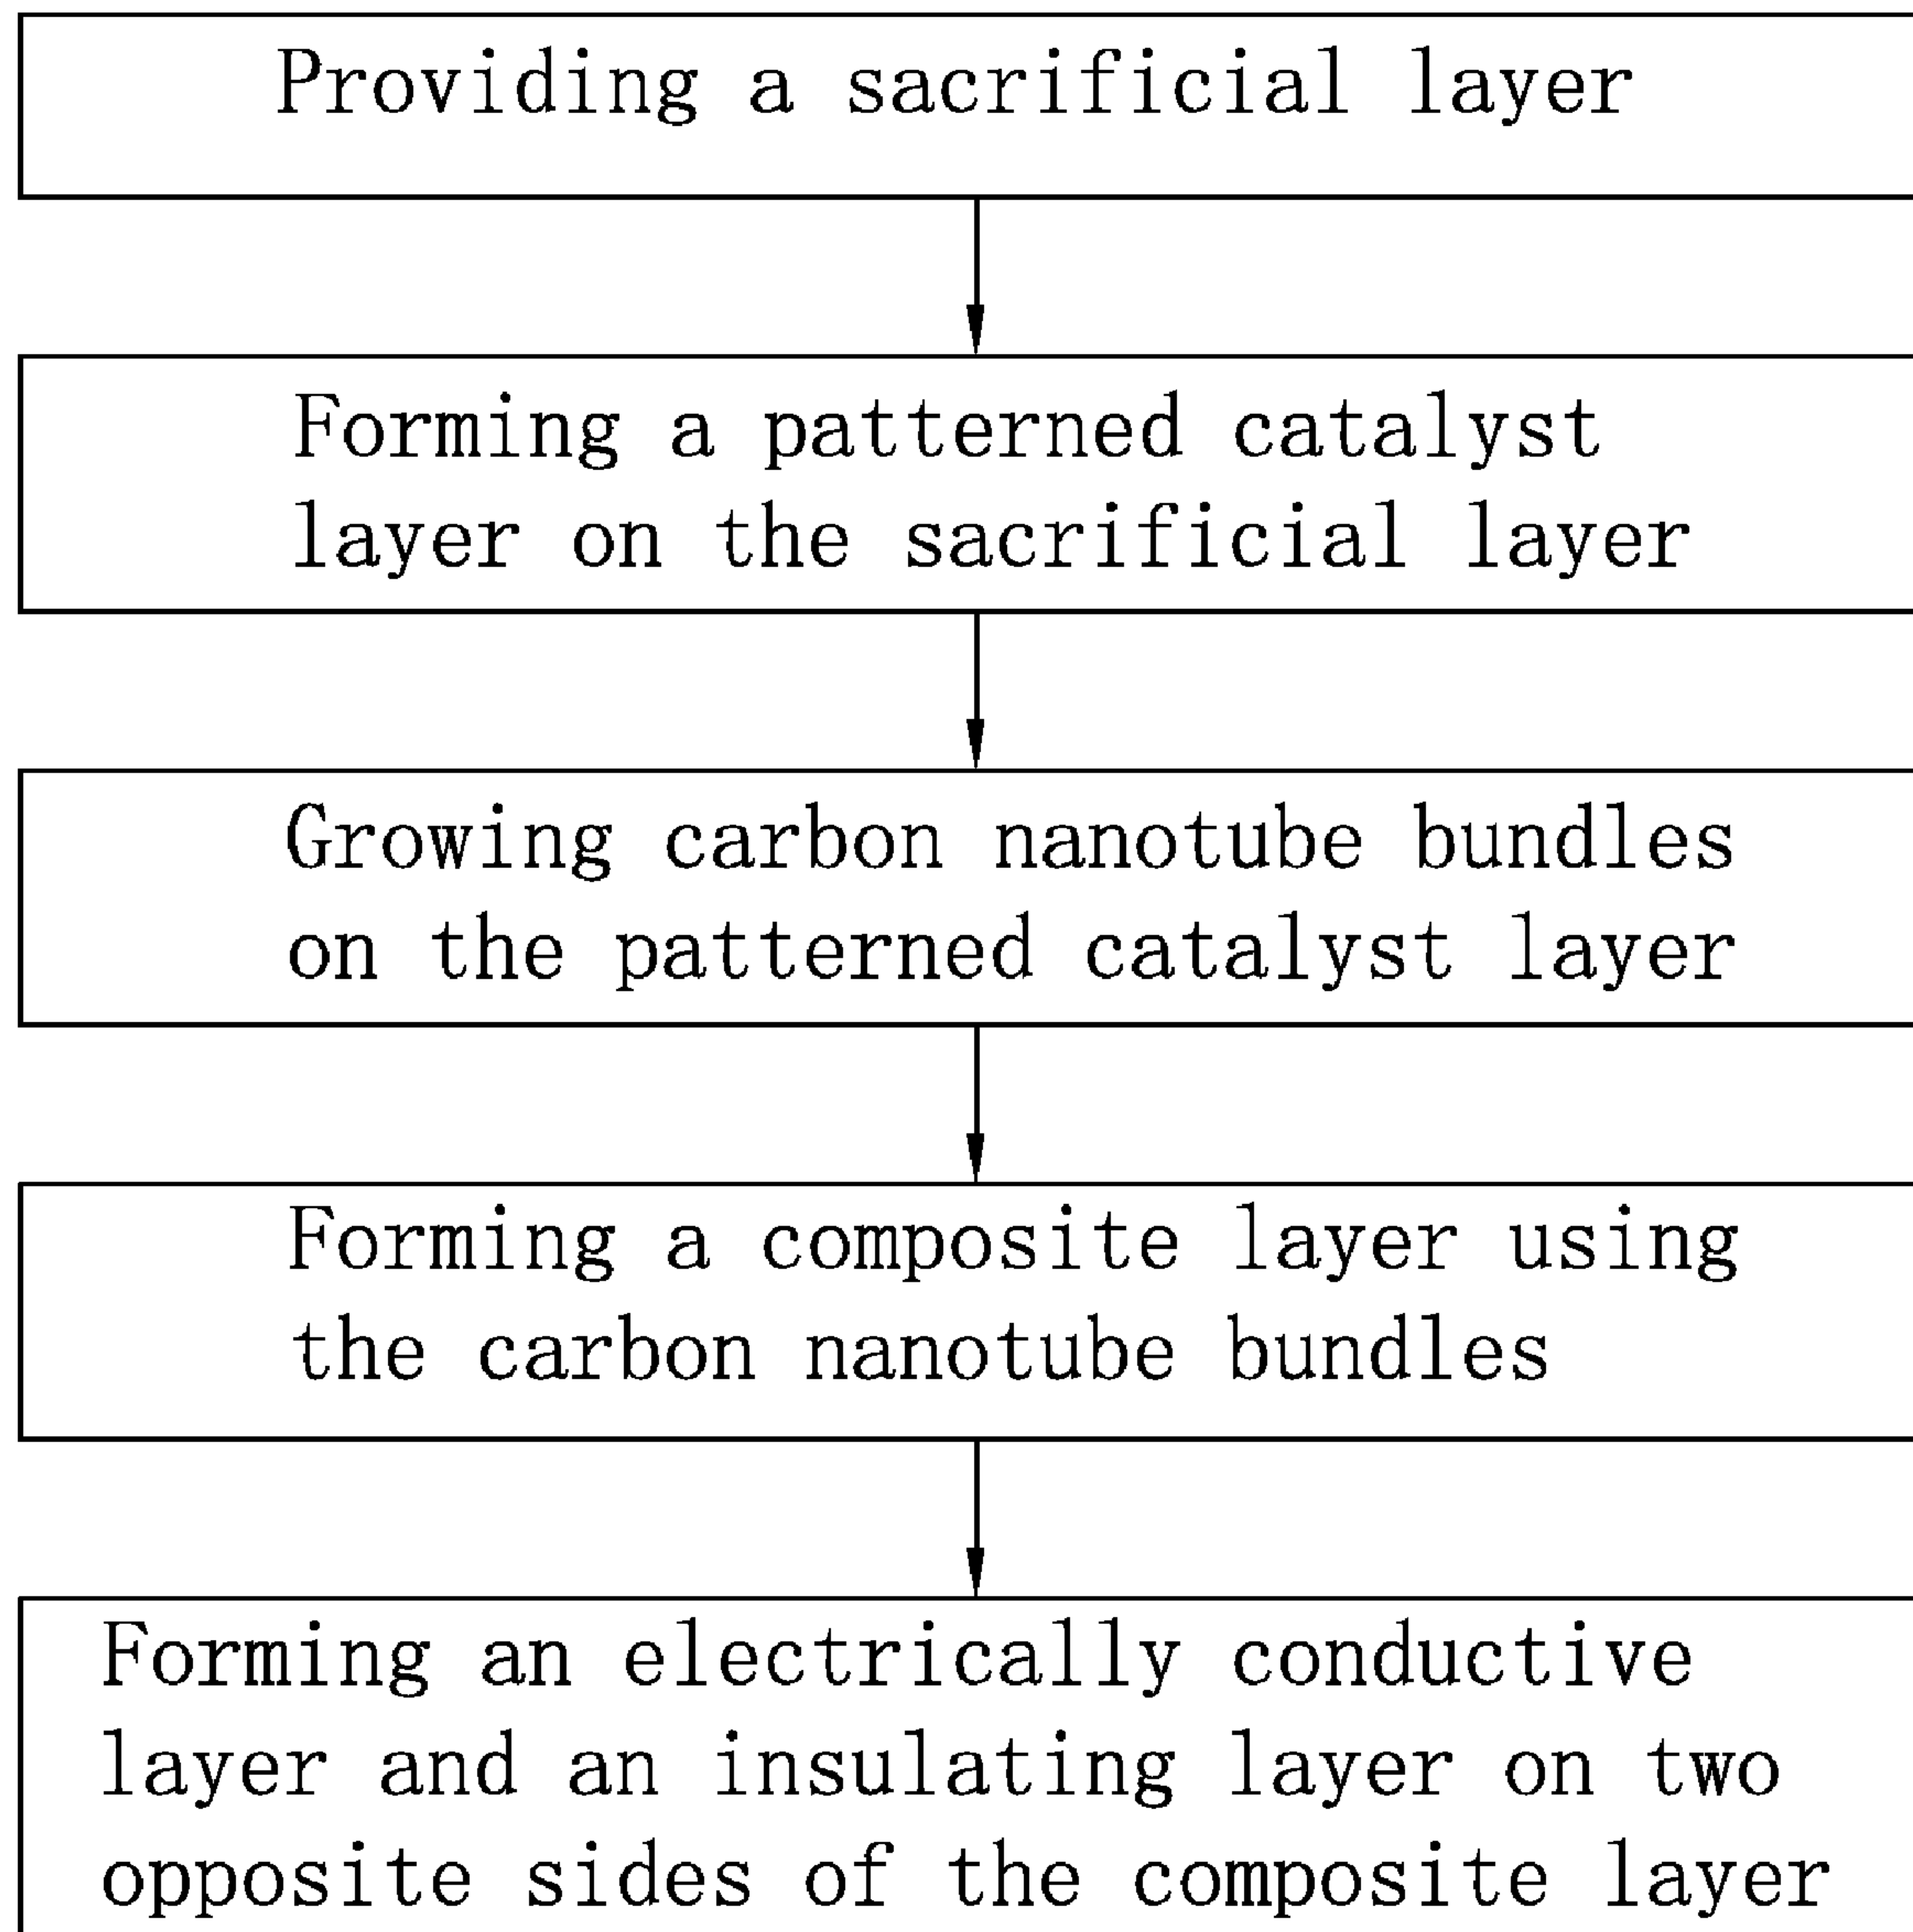 Providing a sacrificial layer
Forming a patterned catalyst
layer on the sacrificial layer
Growing carbon nanotube bundles
on the patterned catalyst layer
Forming a composite layer using
the carbon nanotube bundles
Forming an electrically conductive
layer and an insulating layer on two
opposite sides of the composite layer